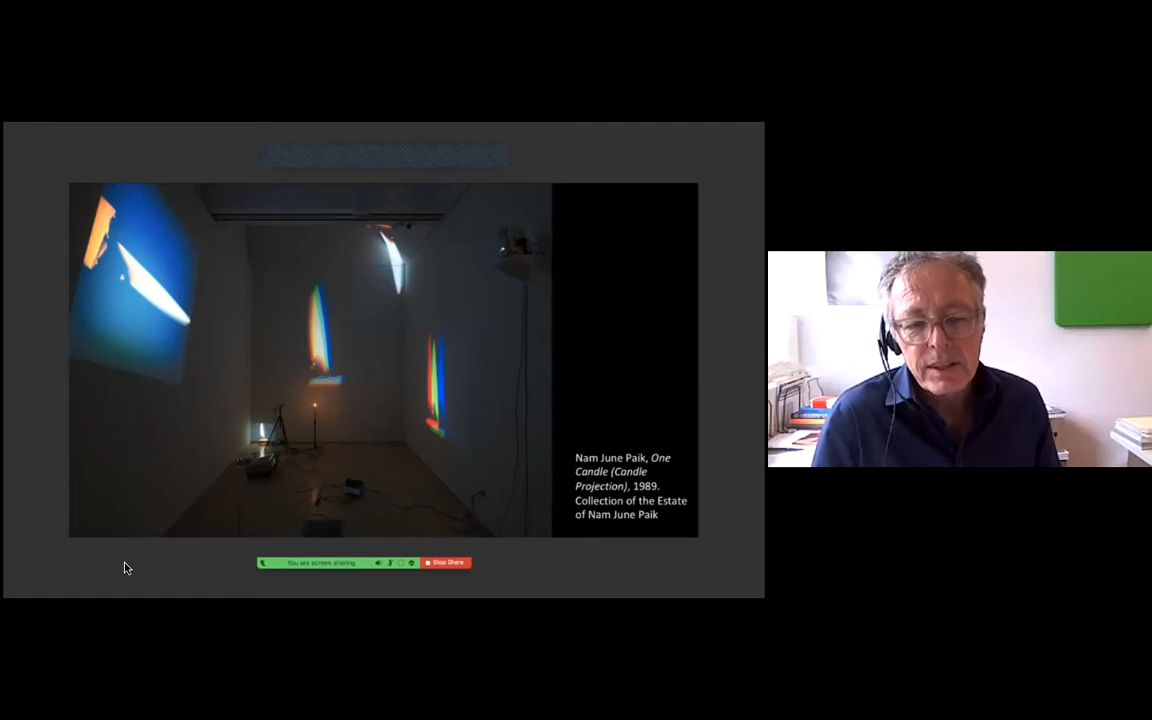 Nam June Paik, One
Candle (Candle
Projection), 1989.
Collection of the Estate
of Nam June Paik
You are screen sharing
Stop Share